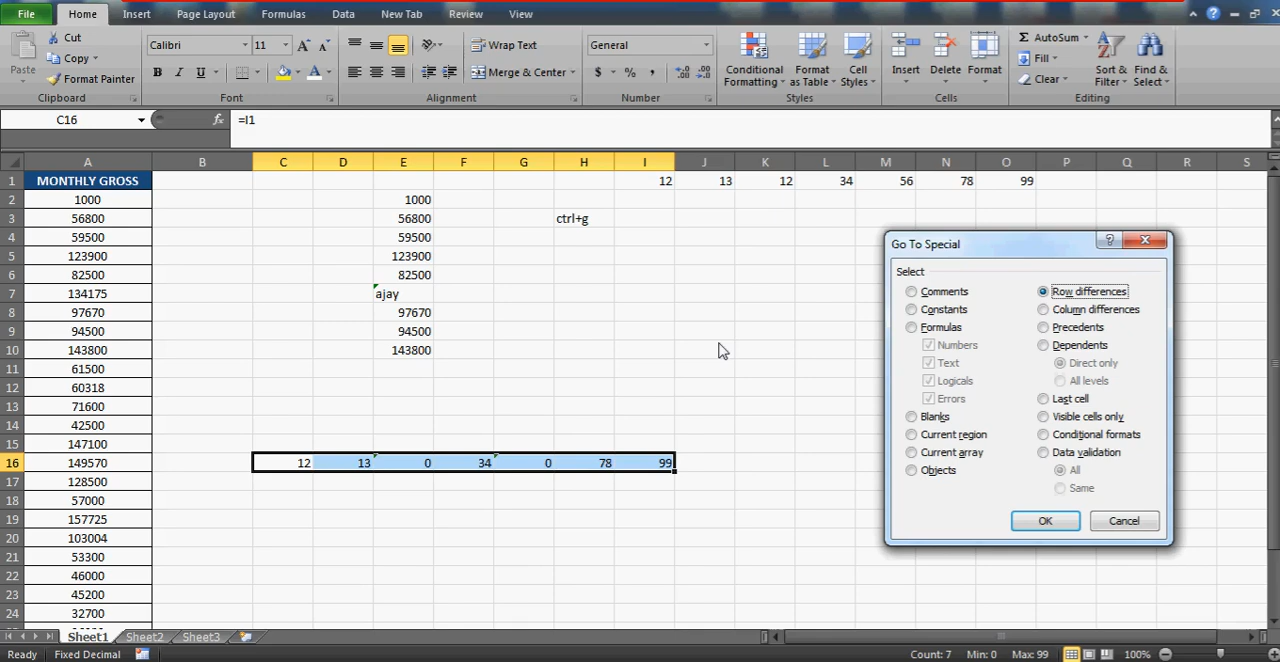 File Home Insert Page Layout Formulas Data New Tab Review View
Paste Cut Copy Format Painter Clipboard
Calibri 11 B I U A A A Font
Wrap Text Merge & Center Alignment
General $ % , Number
Conditional Formatting Format as Table Cell Styles Styles
Insert Delete Format Cells
Σ AutoSum Fill Clear Sort & Filter Find & Select Editing
C16 fx =I1
A B C D E F G H I J K L M N O P Q R S
1 MONTHLY GROSS 12 13 12 34 56 78 99
2 1000 1000
3 56800 56800 ctrl+g
4 59500 59500
5 123900 123900
6 82500 82500
7 134175 ajay
8 97670 97670
9 94500 94500
10 143800 143800
11 61500
12 60318
13 71600
14 42500
15 147100
16 149570 12 13 0 34 0 78 99
17 128500
18 57000
19 157725
20 103004
21 53300
22 46000
23 45200
24 32700
Go To Special
Select
Comments Row differences
Constants Column differences
Formulas Precedents
Numbers Dependents
Text Direct only
Logicals All levels
Errors Last cell
Blanks Visible cells only
Current region Conditional formats
Current array Data validation
Objects All
Same
OK Cancel
Sheet1 Sheet2 Sheet3
Ready Fixed Decimal Count: 7 Min: 0 Max: 99 100%